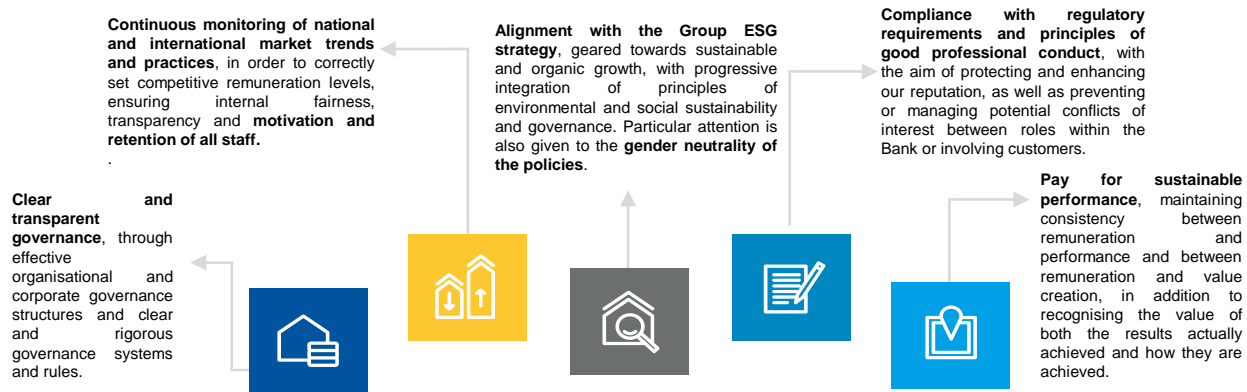 Continuous monitoring of national
and international market trends
and practices, in order to correctly
set competitive remuneration levels,
ensuring internal fairness,
transparency and motivation and
retention of all staff.
.
Alignment with the Group ESG
strategy, geared towards sustainable
and organic growth, with progressive
integration of principles of
environmental and social sustainability
and governance. Particular attention is
also given to the gender neutrality of
the policies.
Compliance with regulatory
requirements and principles of
good professional conduct, with
the aim of protecting and enhancing
our reputation, as well as preventing
or managing potential conflicts of
interest between roles within the
Bank or involving customers.
Clear and
transparent
governance, through
effective
organisational and
corporate governance
structures and clear
and rigorous
governance systems
and rules.
Pay for sustainable
performance, maintaining
consistency between
remuneration and
performance and between
remuneration and value
creation, in addition to
recognising the value of
both the results actually
achieved and how they are
achieved.